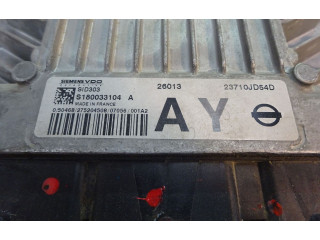 SIEMENS VDO
SID303
S180033104 A
MADE IN FRANCE
26013
23710JD54D
AY